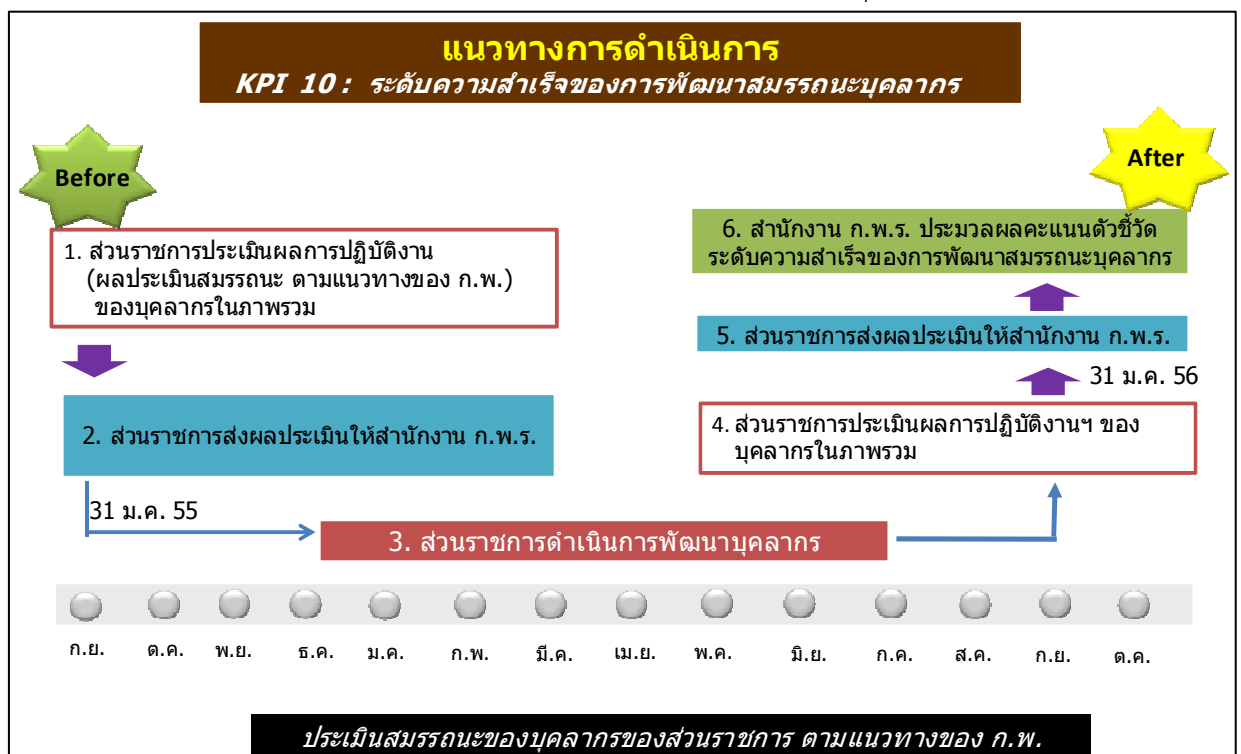 แนวทางการดำเนินการ
KPI 10 : ระดับความสำเร็จของการพัฒนาสมรรถนะบุคลากร
Before
1. ส่วนราชการประเมินผลการปฏิบัติงาน
(ผลประเมินสมรรถนะ ตามแนวทางของ ก.พ.)
ของบุคลากรในภาพรวม
2. ส่วนราชการส่งผลประเมินให้สำนักงาน ก.พ.ร.
31 ม.ค. 55
3. ส่วนราชการดำเนินการพัฒนาบุคลากร
After
6. สำนักงาน ก.พ.ร. ประมวลผลคะแนนตัวชี้วัด
ระดับความสำเร็จของการพัฒนาสมรรถนะบุคลากร
5. ส่วนราชการส่งผลประเมินให้สำนักงาน ก.พ.ร.
31 ม.ค. 56
4. ส่วนราชการประเมินผลการปฏิบัติงานฯ ของ
บุคลากรในภาพรวม
ก.ย. ต.ค. พ.ย. ธ.ค. ม.ค. ก.พ. มี.ค. เม.ย. พ.ค. มิ.ย. ก.ค. ส.ค. ก.ย. ต.ค.
ประเมินสมรรถนะของบุคลากรของส่วนราชการ ตามแนวทางของ ก.พ.